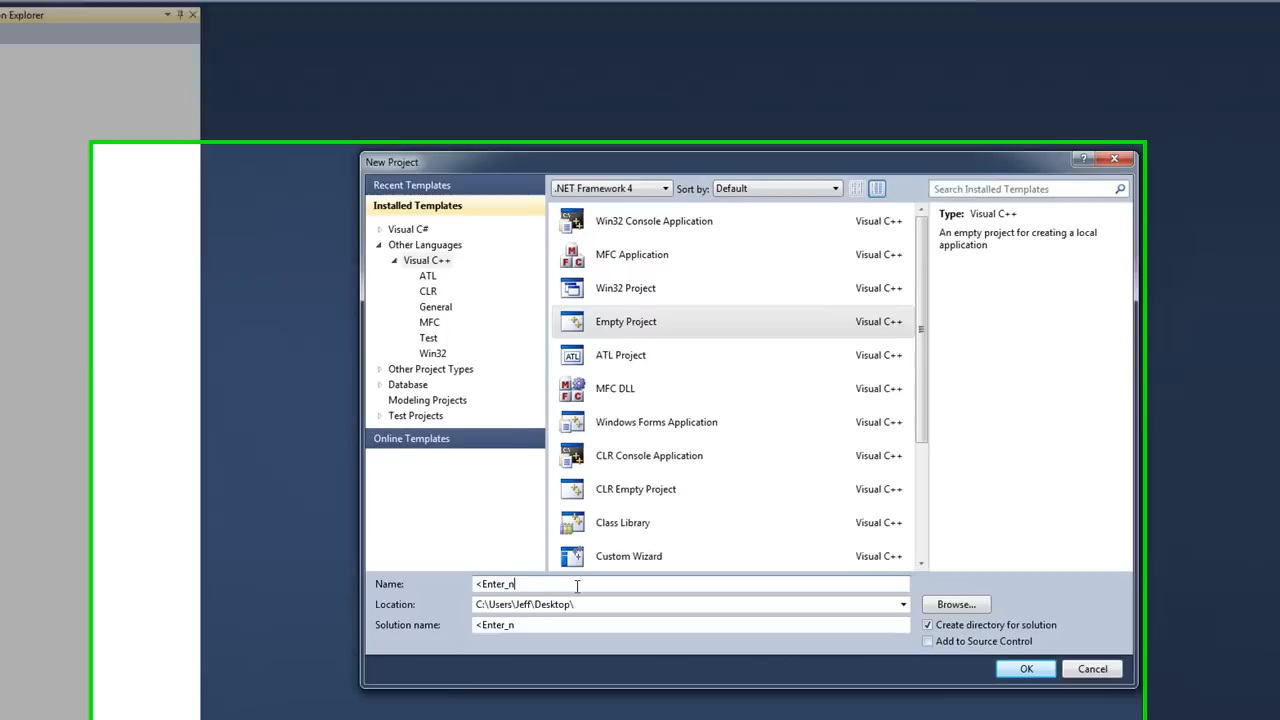 n Explorer
New Project
Recent Templates
Installed Templates
Visual C#
Other Languages
Visual C++
ATL
CLR
General
MFC
Test
Win32
Other Project Types
Database
Modeling Projects
Test Projects
Online Templates
.NET Framework 4
Sort by: Default
Win32 Console Application Visual C++
MFC Application Visual C++
Win32 Project Visual C++
Empty Project Visual C++
ATL Project Visual C++
MFC DLL Visual C++
Windows Forms Application Visual C++
CLR Console Application Visual C++
CLR Empty Project Visual C++
Class Library Visual C++
Custom Wizard Visual C++
Search Installed Templates
Type: Visual C++
An empty project for creating a local
application
Name: <Enter_n
Location: C:\Users\Jeff\Desktop\
Browse...
Solution name: <Enter_n
Create directory for solution
Add to Source Control
OK
Cancel